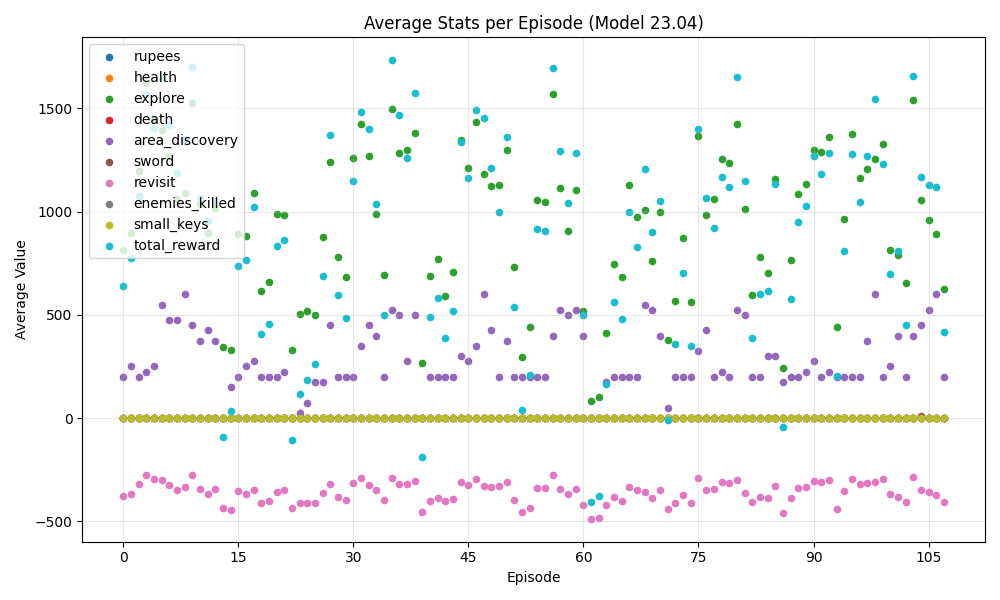 Average Stats per Episode (Model 23.04)
rupees
health
explore
death
area_discovery
sword
revisit
enemies_killed
small_keys
total_reward
Average Value
1500
1000
500
0
−500
0 15 30 45 60 75 90 105
Episode